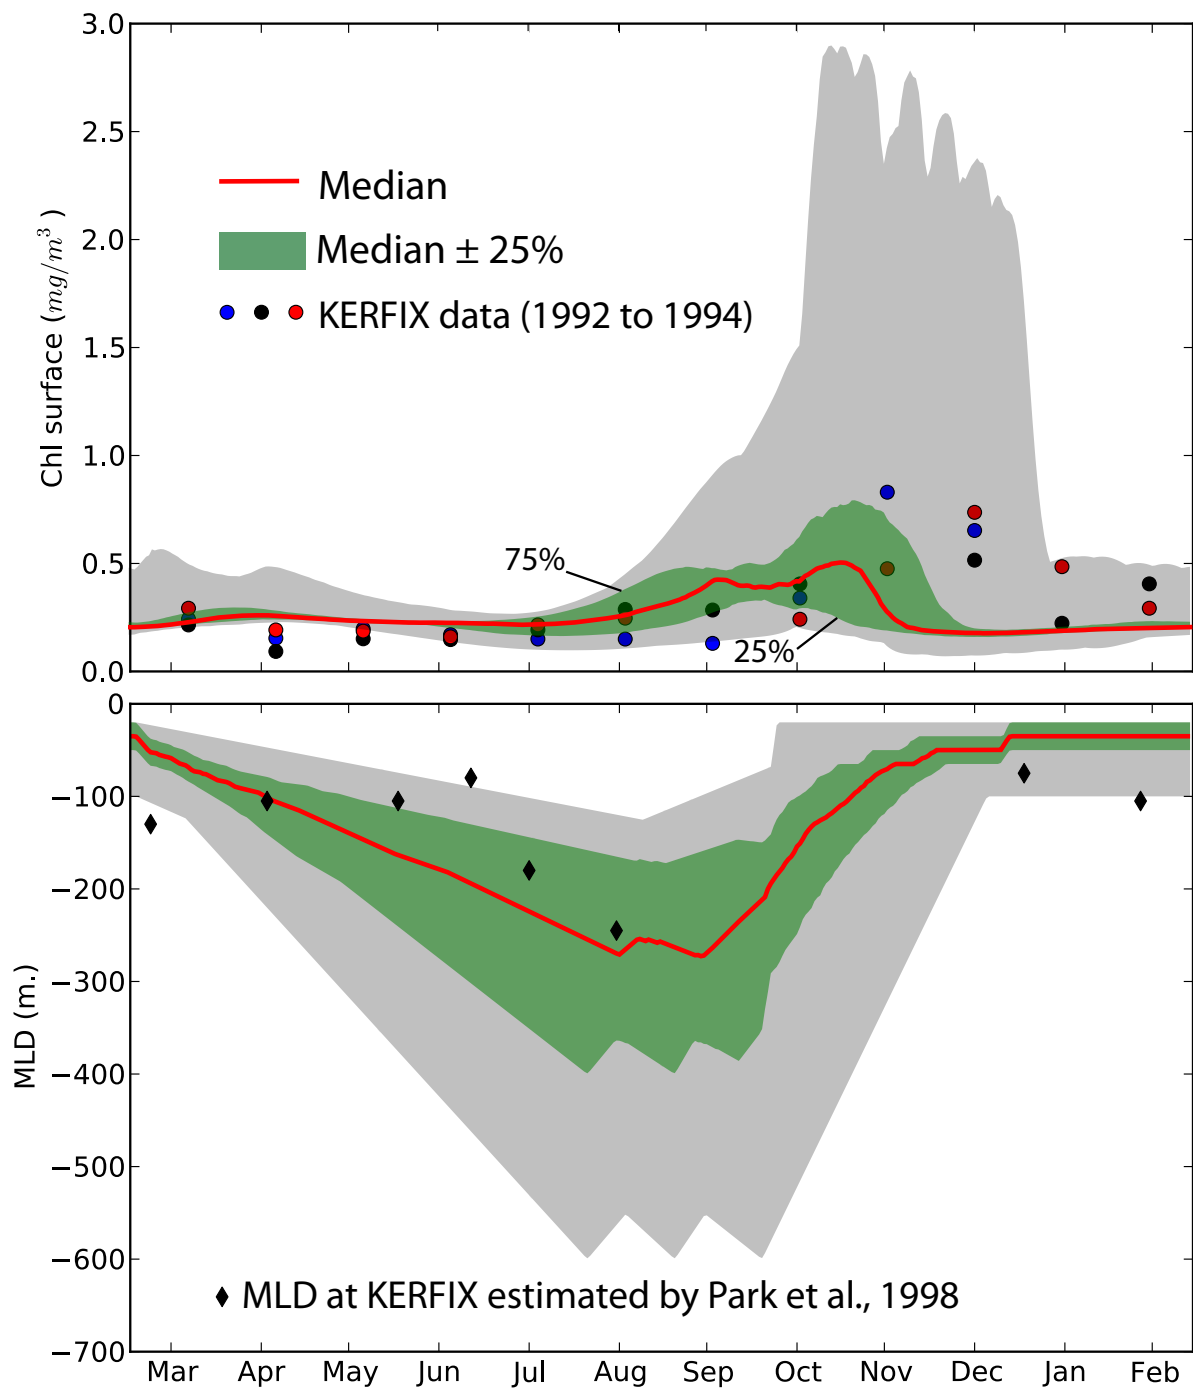 3.0
2.5
2.0
1.5
1.0
0.5
0.0
Chl surface (mg/m³)
Median
Median ± 25%
KERFIX data (1992 to 1994)
75%
25%
0
−100
−200
−300
−400
−500
−600
−700
MLD (m.)
MLD at KERFIX estimated by Park et al., 1998
Mar Apr May Jun Jul Aug Sep Oct Nov Dec Jan Feb